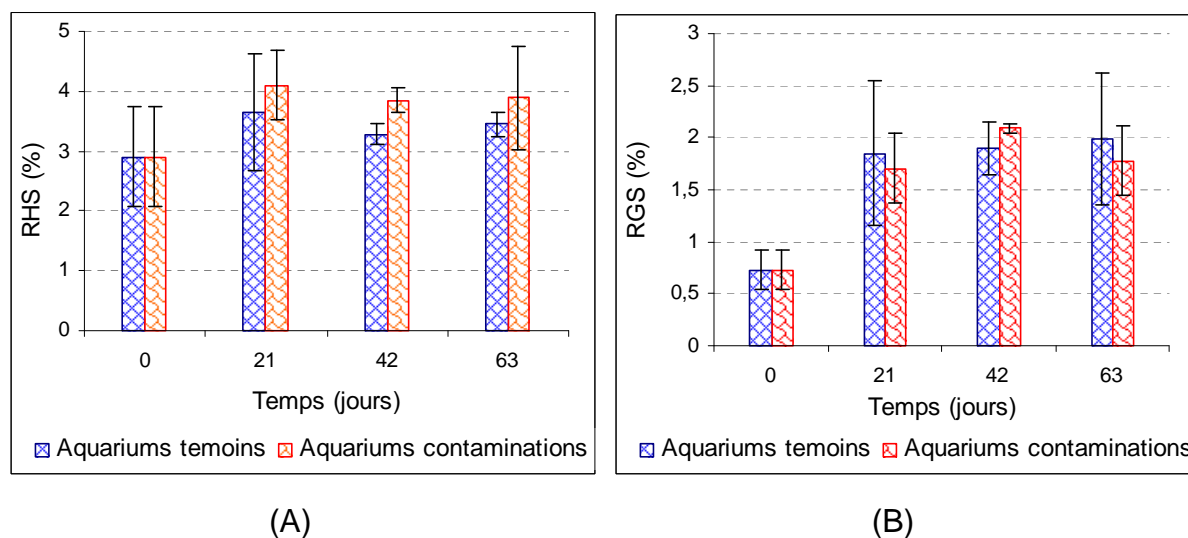 5
4
3
2
1
0
RHS (%)
0 21 42 63
Temps (jours)
Aquariums temoins Aquariums contaminations
(A)
3
2,5
2
1,5
1
0,5
0
RGS (%)
0 21 42 63
Temps (jours)
Aquariums temoins Aquariums contaminations
(B)